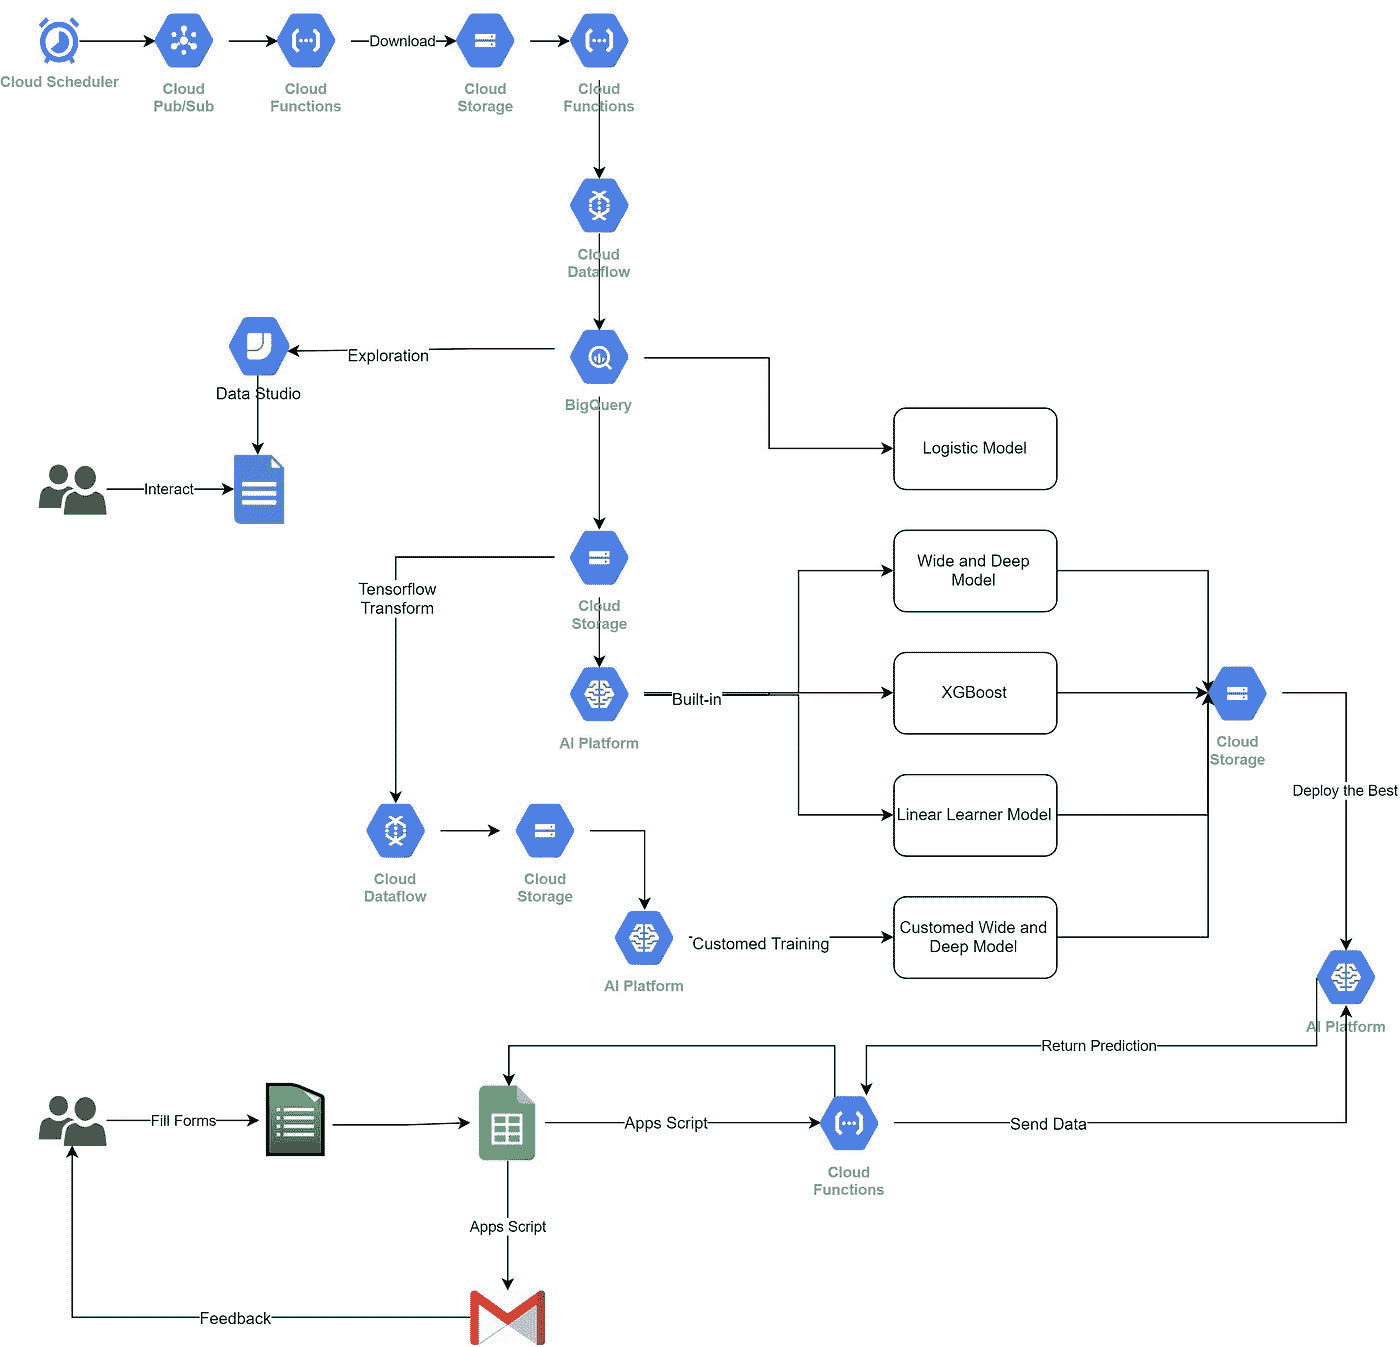 Cloud Scheduler
Cloud
Pub/Sub
Cloud
Functions
Download
Cloud
Storage
Cloud
Functions
Cloud
Dataflow
Exploration
Data Studio
BigQuery
Interact
Logistic Model
Tensorflow
Transform
Cloud
Storage
Wide and Deep
Model
AI Platform
Built-in
XGBoost
Cloud
Storage
Linear Learner Model
Deploy the Best
Cloud
Dataflow
Cloud
Storage
AI Platform
Customed Training
Customed Wide and
Deep Model
AI Platform
Return Prediction
Fill Forms
Apps Script
Send Data
Cloud
Functions
Apps Script
Feedback